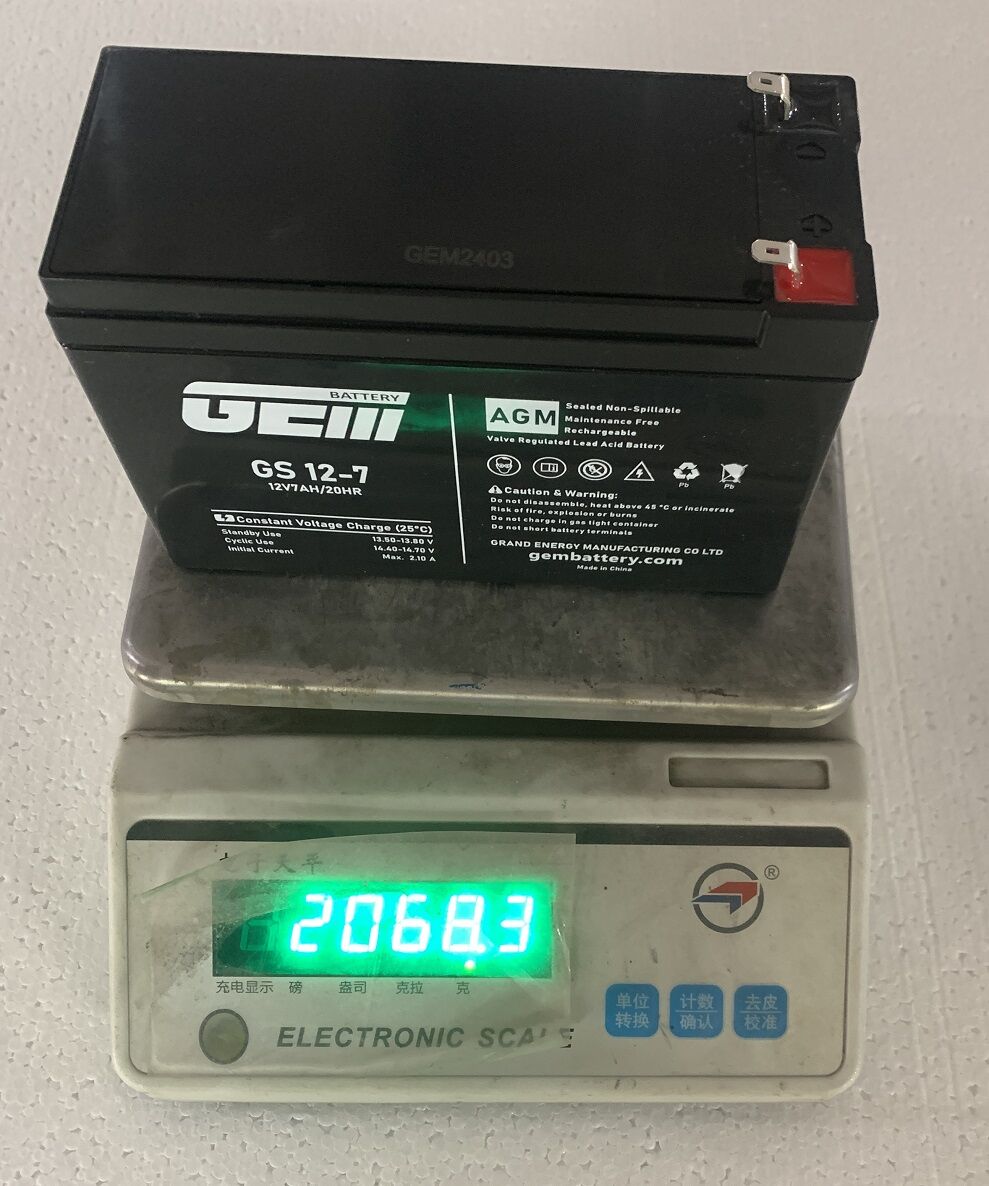 GEM2403
GEM BATTERY
GS 12-7
12V7AH/20HR
Constant Voltage Charge (25°C)
Standby Use 13.50-13.80 V
Cyclic Use 14.40-14.70 V
Initial Current Max. 2.10 A
AGM
Sealed Non-Spillable
Maintenance Free
Rechargeable
Valve Regulated Lead Acid Battery
Pb Pb
Caution & Warning:
Do not disassemble, heat above 45 °C or incinerate
Risk of fire, explosion or burns
Do not charge in gas tight container
Do not short battery terminals
GRAND ENERGY MANUFACTURING CO LTD
gembattery.com
Made in China
子天平
®
2068.3
充电显示 磅 盎司 克拉 克
ELECTRONIC SCALE
单位
转换
计数
确认
去皮
校准